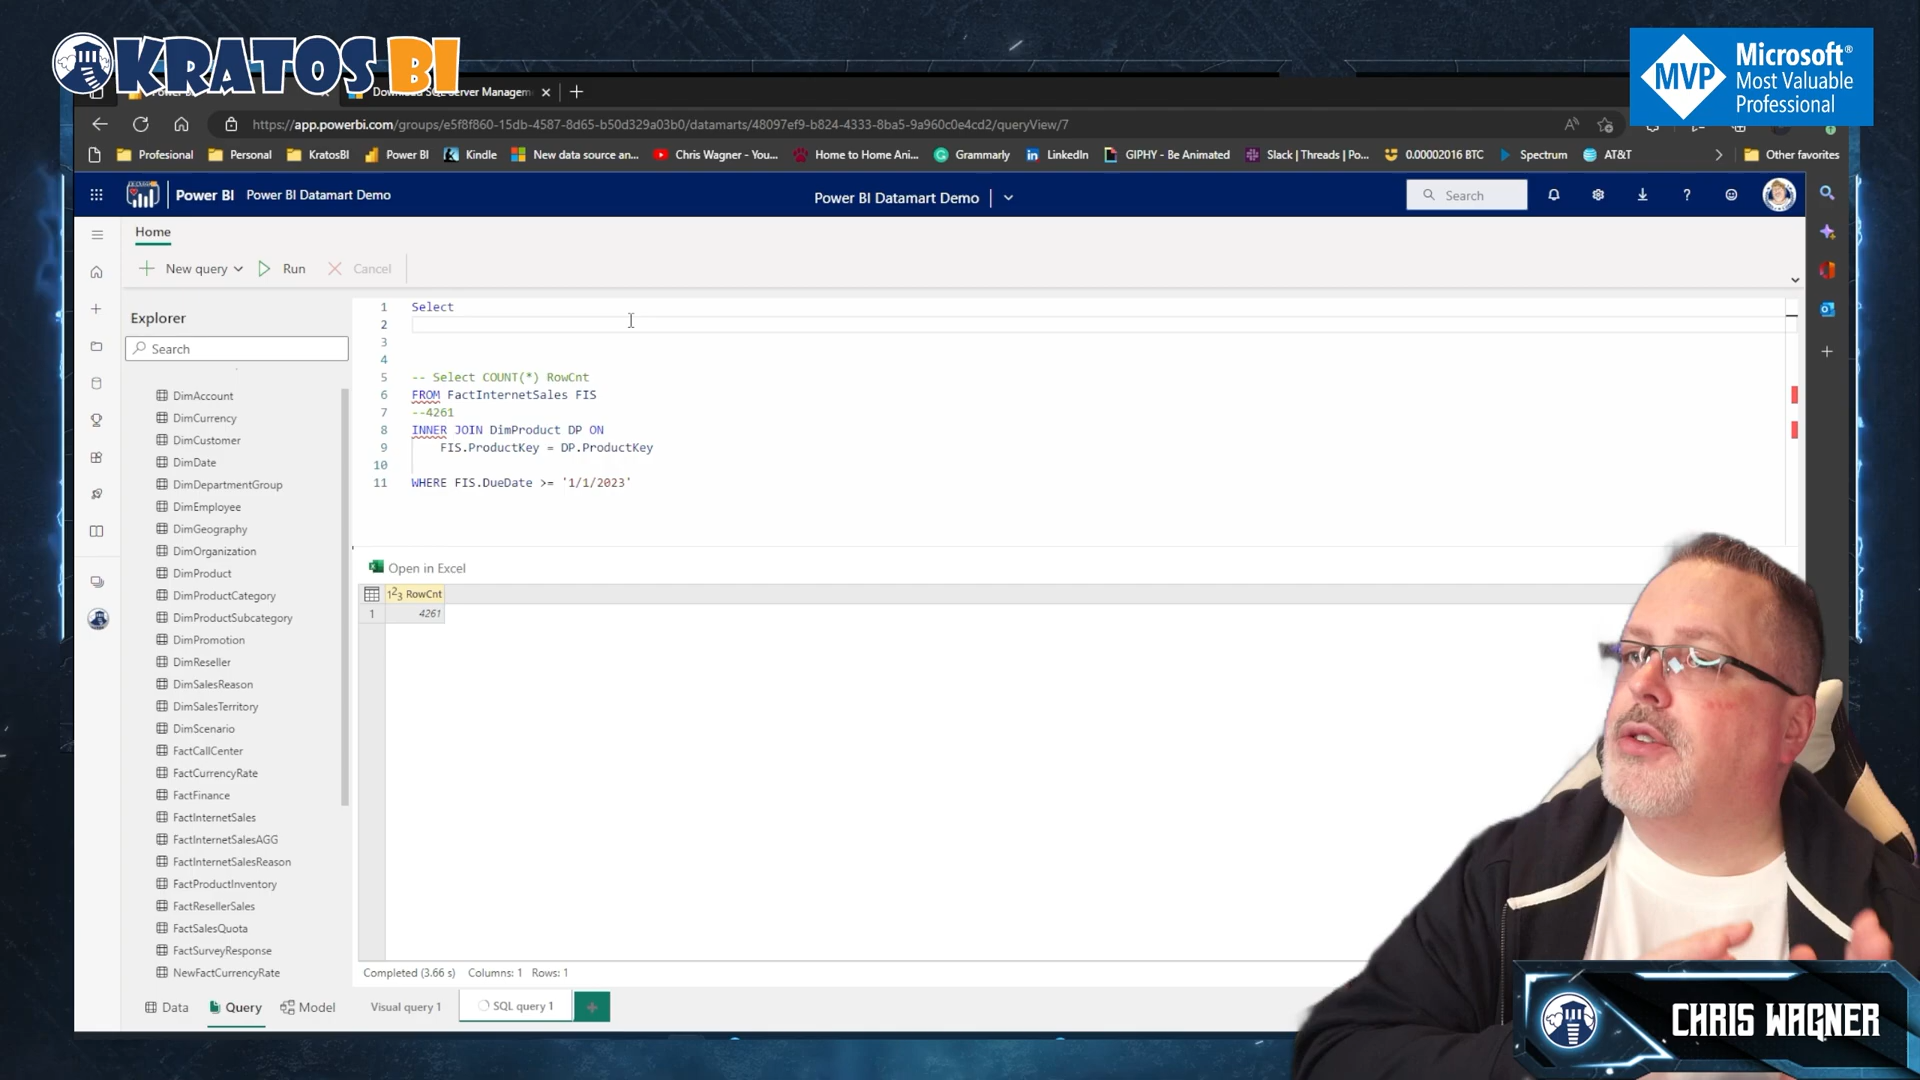 KRATOS BI
Microsoft®
Most Valuable
Professional
MVP
https://app.powerbi.com/groups/e5f8f860-15db-4587-8d65-b50d329a03b0/datamarts/48097ef9-b824-4333-8ba5-9a960c0e4cd2/queryView/7
Profesional Personal KratosBI Power BI Kindle New data source an... Chris Wagner - You... Home to Home Ani... Grammarly LinkedIn GIPHY - Be Animated Slack | Threads | Po... 0.00002016 BTC Spectrum AT&T Other favorites
Power BI Power BI Datamart Demo Power BI Datamart Demo Search
Home
New query Run Cancel
Explorer
Search
DimAccount
DimCurrency
DimCustomer
DimDate
DimDepartmentGroup
DimEmployee
DimGeography
DimOrganization
DimProduct
DimProductCategory
DimProductSubcategory
DimPromotion
DimReseller
DimSalesReason
DimSalesTerritory
DimScenario
FactCallCenter
FactCurrencyRate
FactFinance
FactInternetSales
FactInternetSalesAGG
FactInternetSalesReason
FactProductInventory
FactResellerSales
FactSalesQuota
FactSurveyResponse
NewFactCurrencyRate
1 Select
2
3
4
5 -- Select COUNT(*) RowCnt
6 FROM FactInternetSales FIS
7 --4261
8 INNER JOIN DimProduct DP ON
9 FIS.ProductKey = DP.ProductKey
10
11 WHERE FIS.DueDate >= '1/1/2023'
Open in Excel
123 RowCnt
1 4261
Completed (3.66 s) Columns: 1 Rows: 1
Data Query Model Visual query 1 SQL query 1
CHRIS WAGNER